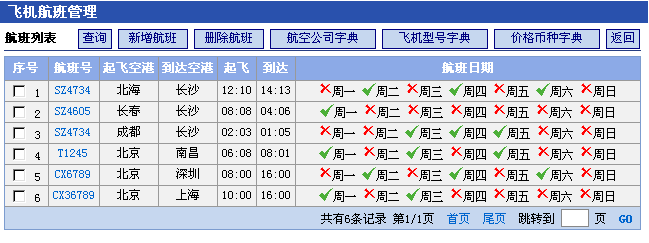 飞机航班管理
航班列表 查询 新增航班 删除航班 航空公司字典 飞机型号字典 价格币种字典 返回
序号 航班号 起飞空港 到达空港 起飞 到达 航班日期
1 SZ4734 北海 长沙 12:10 14:13 周一 周二 周三 周四 周五 周六 周日
2 SZ4605 长春 长沙 08:08 04:06 周一 周二 周三 周四 周五 周六 周日
3 SZ4734 成都 长沙 02:03 01:05 周一 周二 周三 周四 周五 周六 周日
4 T1245 北京 南昌 06:08 08:01 周一 周二 周三 周四 周五 周六 周日
5 CX6789 北京 深圳 08:00 16:00 周一 周二 周三 周四 周五 周六 周日
6 CX36789 北京 上海 10:00 16:00 周一 周二 周三 周四 周五 周六 周日
共有6条记录 第1/1页 首页 尾页 跳转到 页 GO